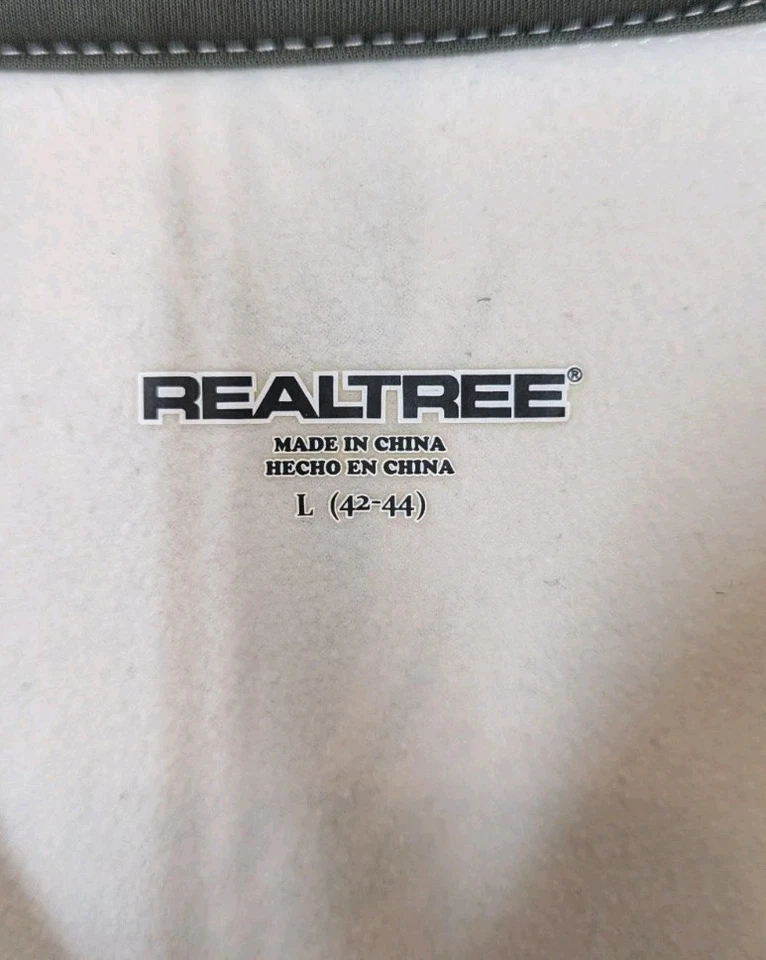 REALTREE®
MADE IN CHINA
HECHO EN CHINA
L (42-44)